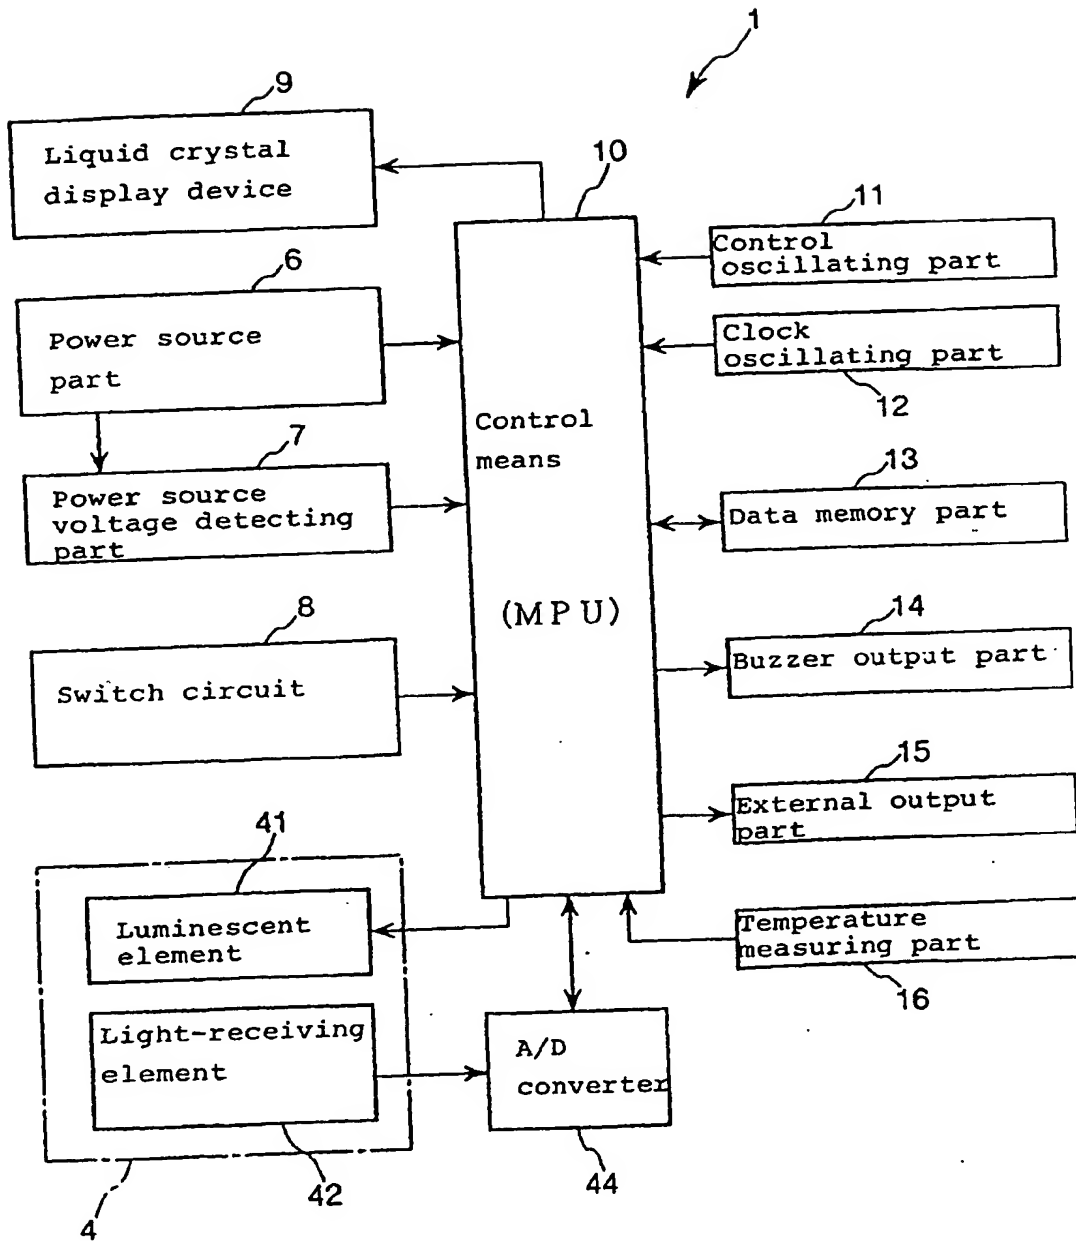 1
9
Liquid crystal
display device
6
Power source
part
7
Power source
voltage detecting
part
8
Switch circuit
41
Luminescent
element
Light-receiving
element
4
42
10
Control
means
(MPU)
A/D
converter
44
11
Control
oscillating part
Clock
oscillating part
12
13
Data memory part
14
Buzzer output part
15
External output
part
Temperature
measuring part
16